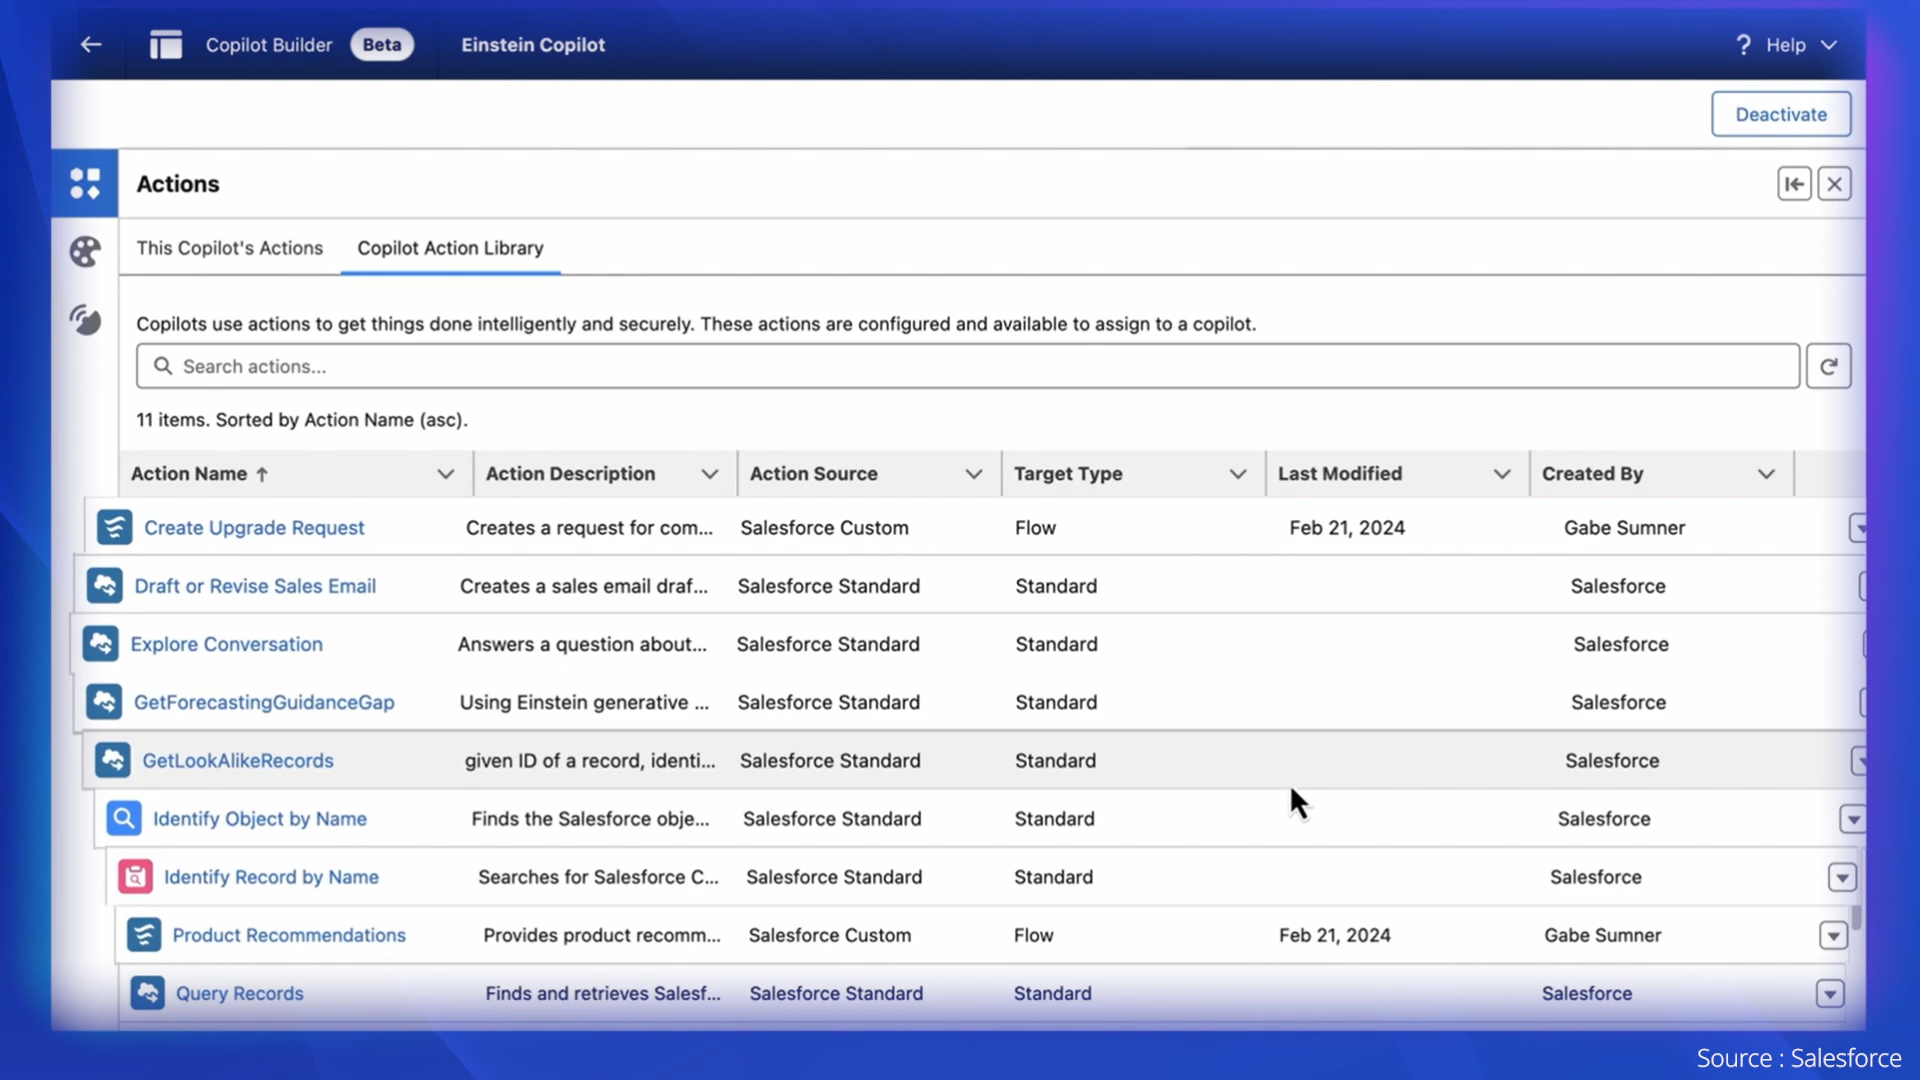 Copilot Builder Beta Einstein Copilot ? Help
Deactivate
Actions
This Copilot's Actions Copilot Action Library
Copilots use actions to get things done intelligently and securely. These actions are configured and available to assign to a copilot.
Search actions...
11 items. Sorted by Action Name (asc).
Action Name ↑ Action Description Action Source Target Type Last Modified Created By
Create Upgrade Request Creates a request for com... Salesforce Custom Flow Feb 21, 2024 Gabe Sumner
Draft or Revise Sales Email Creates a sales email draf... Salesforce Standard Standard Salesforce
Explore Conversation Answers a question about... Salesforce Standard Standard Salesforce
GetForecastingGuidanceGap Using Einstein generative ... Salesforce Standard Standard Salesforce
GetLookAlikeRecords given ID of a record, identi... Salesforce Standard Standard Salesforce
Identify Object by Name Finds the Salesforce obje... Salesforce Standard Standard Salesforce
Identify Record by Name Searches for Salesforce C... Salesforce Standard Standard Salesforce
Product Recommendations Provides product recomm... Salesforce Custom Flow Feb 21, 2024 Gabe Sumner
Query Records Finds and retrieves Salesf... Salesforce Standard Standard Salesforce
Source : Salesforce